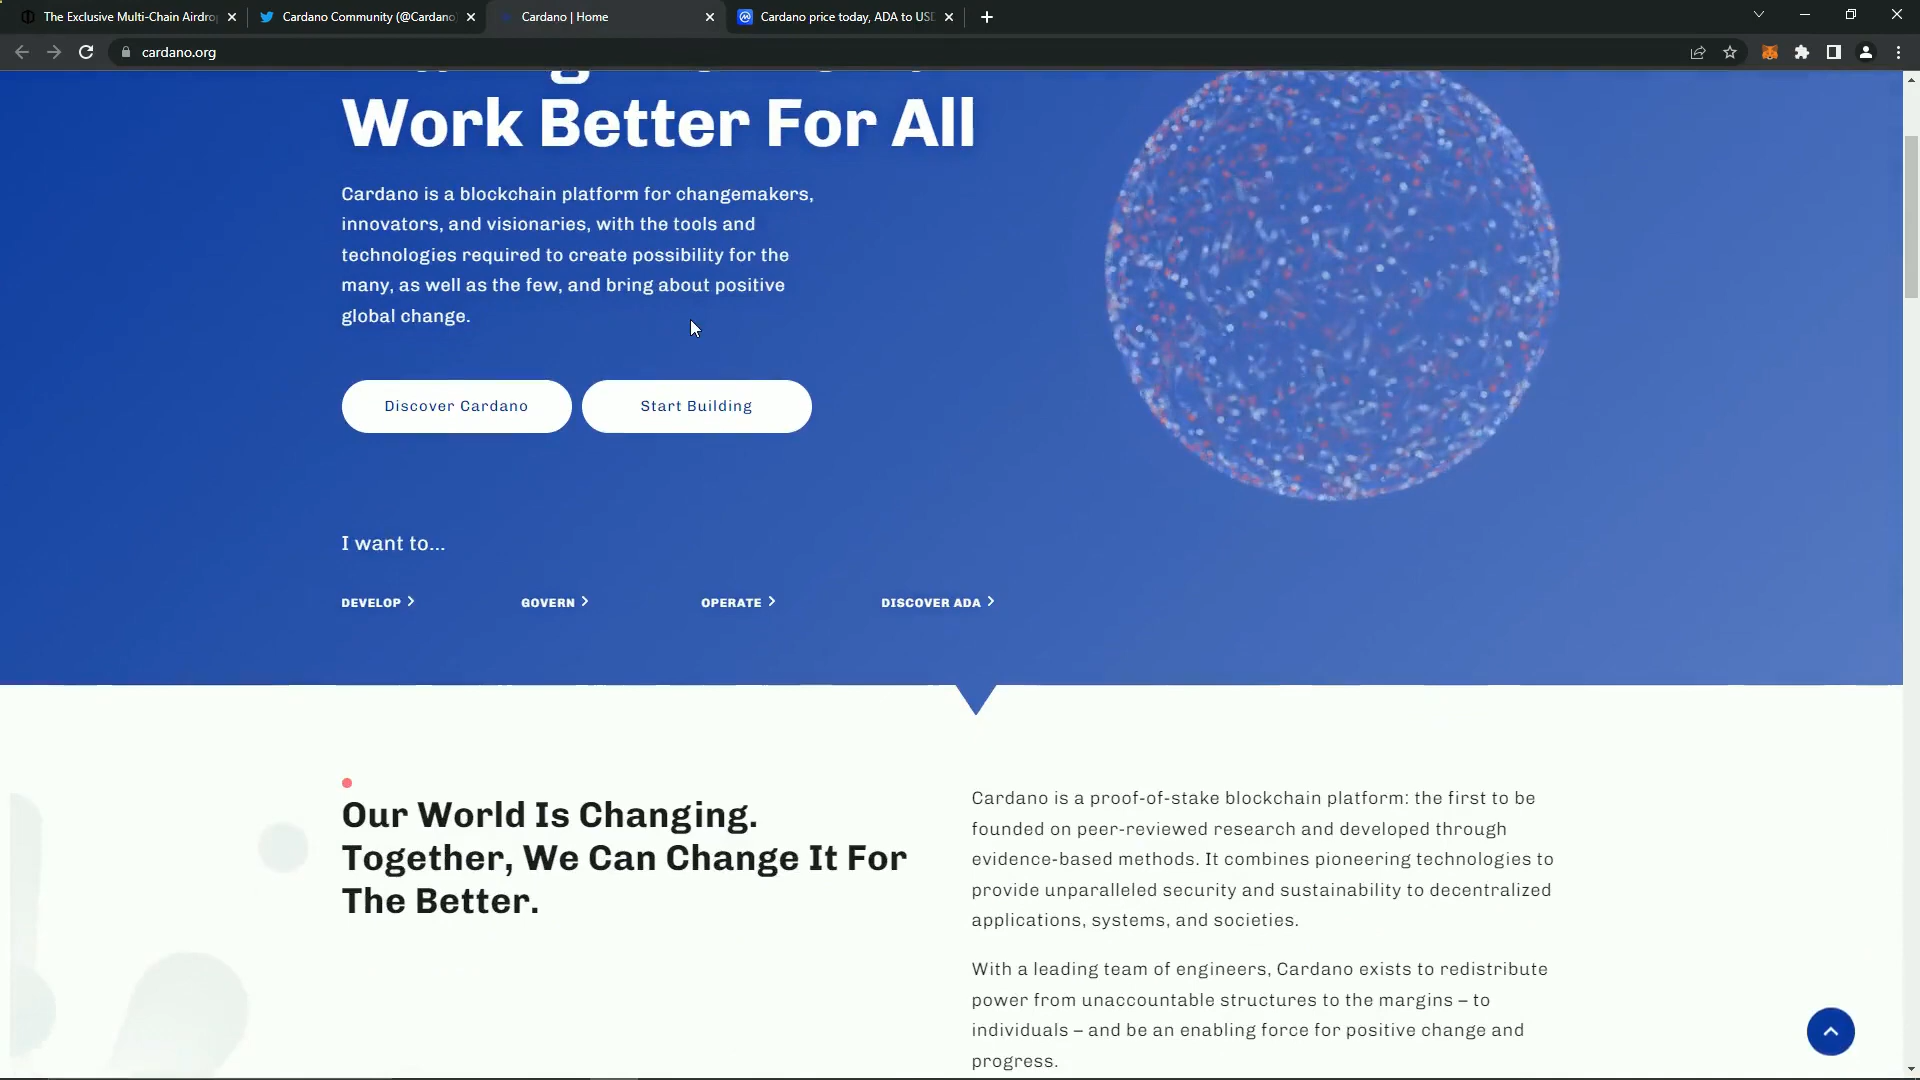 The Exclusive Multi-Chain Airdro
Cardano Community (@Cardano
Cardano | Home
Cardano price today, ADA to USD
cardano.org
Work Better For All
Cardano is a blockchain platform for changemakers,
innovators, and visionaries, with the tools and
technologies required to create possibility for the
many, as well as the few, and bring about positive
global change.
Discover Cardano
Start Building
I want to...
DEVELOP
GOVERN
OPERATE
DISCOVER ADA
Our World Is Changing.
Together, We Can Change It For
The Better.
Cardano is a proof-of-stake blockchain platform: the first to be
founded on peer-reviewed research and developed through
evidence-based methods. It combines pioneering technologies to
provide unparalleled security and sustainability to decentralized
applications, systems, and societies.
With a leading team of engineers, Cardano exists to redistribute
power from unaccountable structures to the margins – to
individuals – and be an enabling force for positive change and
progress.